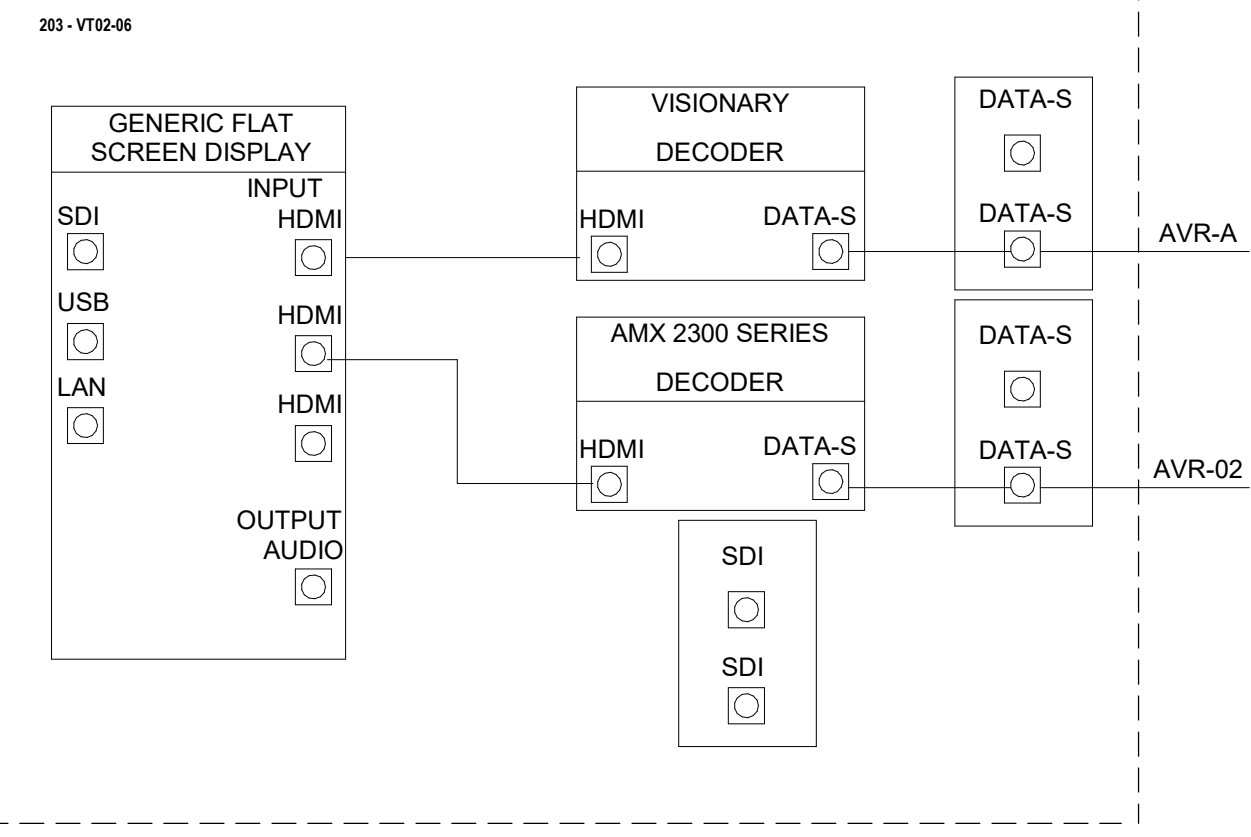 203 - VT02-06
GENERIC FLAT
SCREEN DISPLAY
INPUT
SDI
HDMI
USB
HDMI
LAN
HDMI
OUTPUT
AUDIO
VISIONARY
DECODER
HDMI
DATA-S
AMX 2300 SERIES
DECODER
HDMI
DATA-S
SDI
SDI
DATA-S
DATA-S
AVR-A
DATA-S
DATA-S
AVR-02